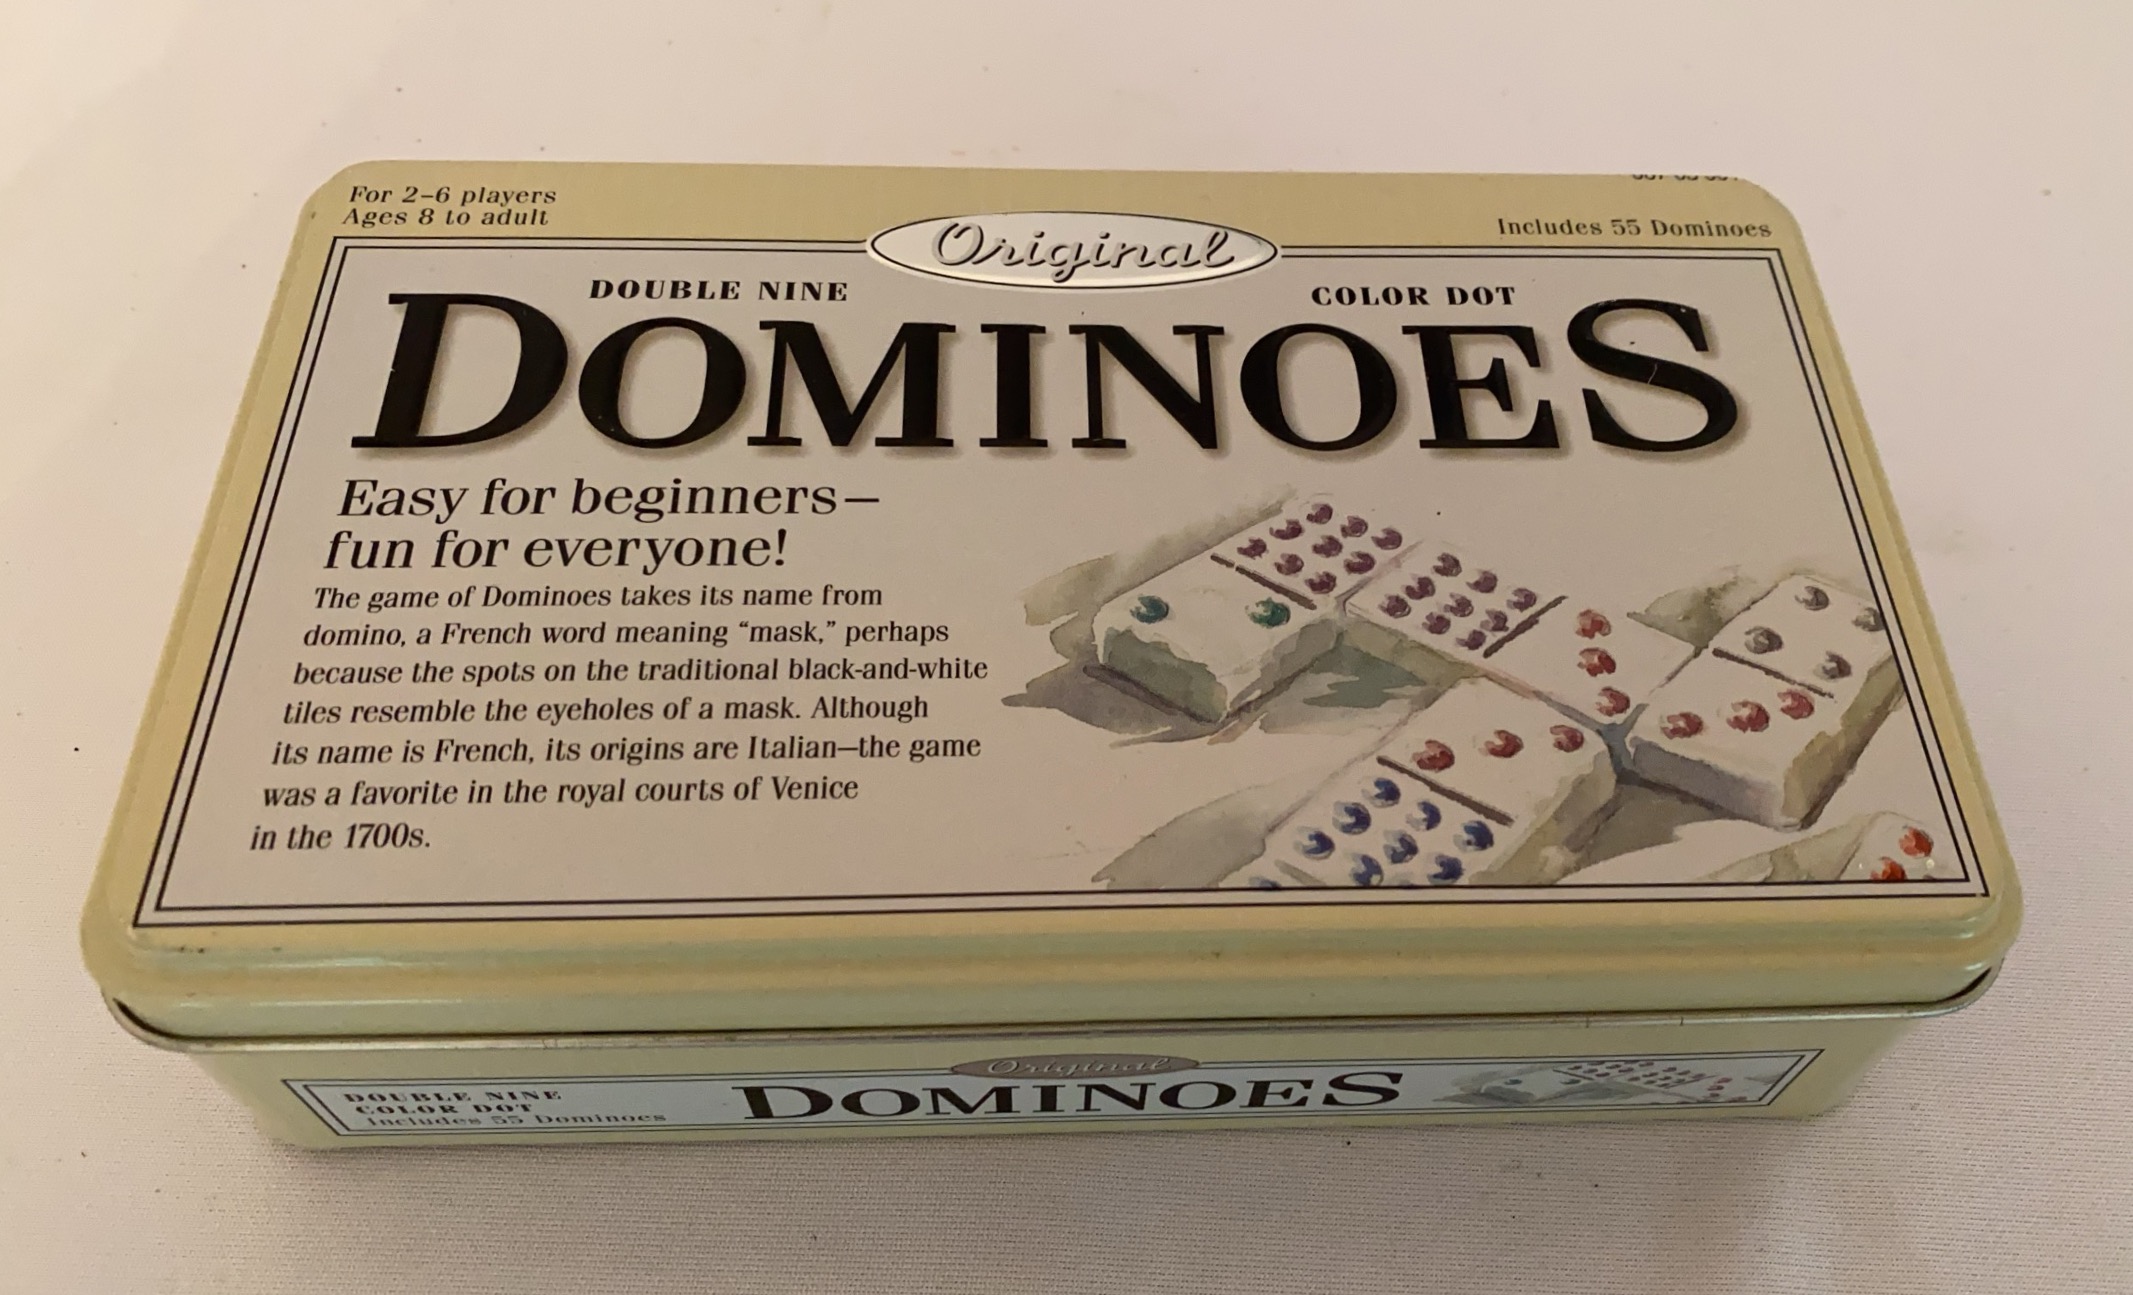 For 2–6 players
Ages 8 to adult
Includes 55 Dominoes
Original
DOUBLE NINE
COLOR DOT
DOMINOES
Easy for beginners—
fun for everyone!
The game of Dominoes takes its name from
domino, a French word meaning “mask,” perhaps
because the spots on the traditional black-and-white
tiles resemble the eyeholes of a mask. Although
its name is French, its origins are Italian—the game
was a favorite in the royal courts of Venice
in the 1700s.
Original
DOUBLE NINE
COLOR DOT
Includes 55 Dominoes
DOMINOES